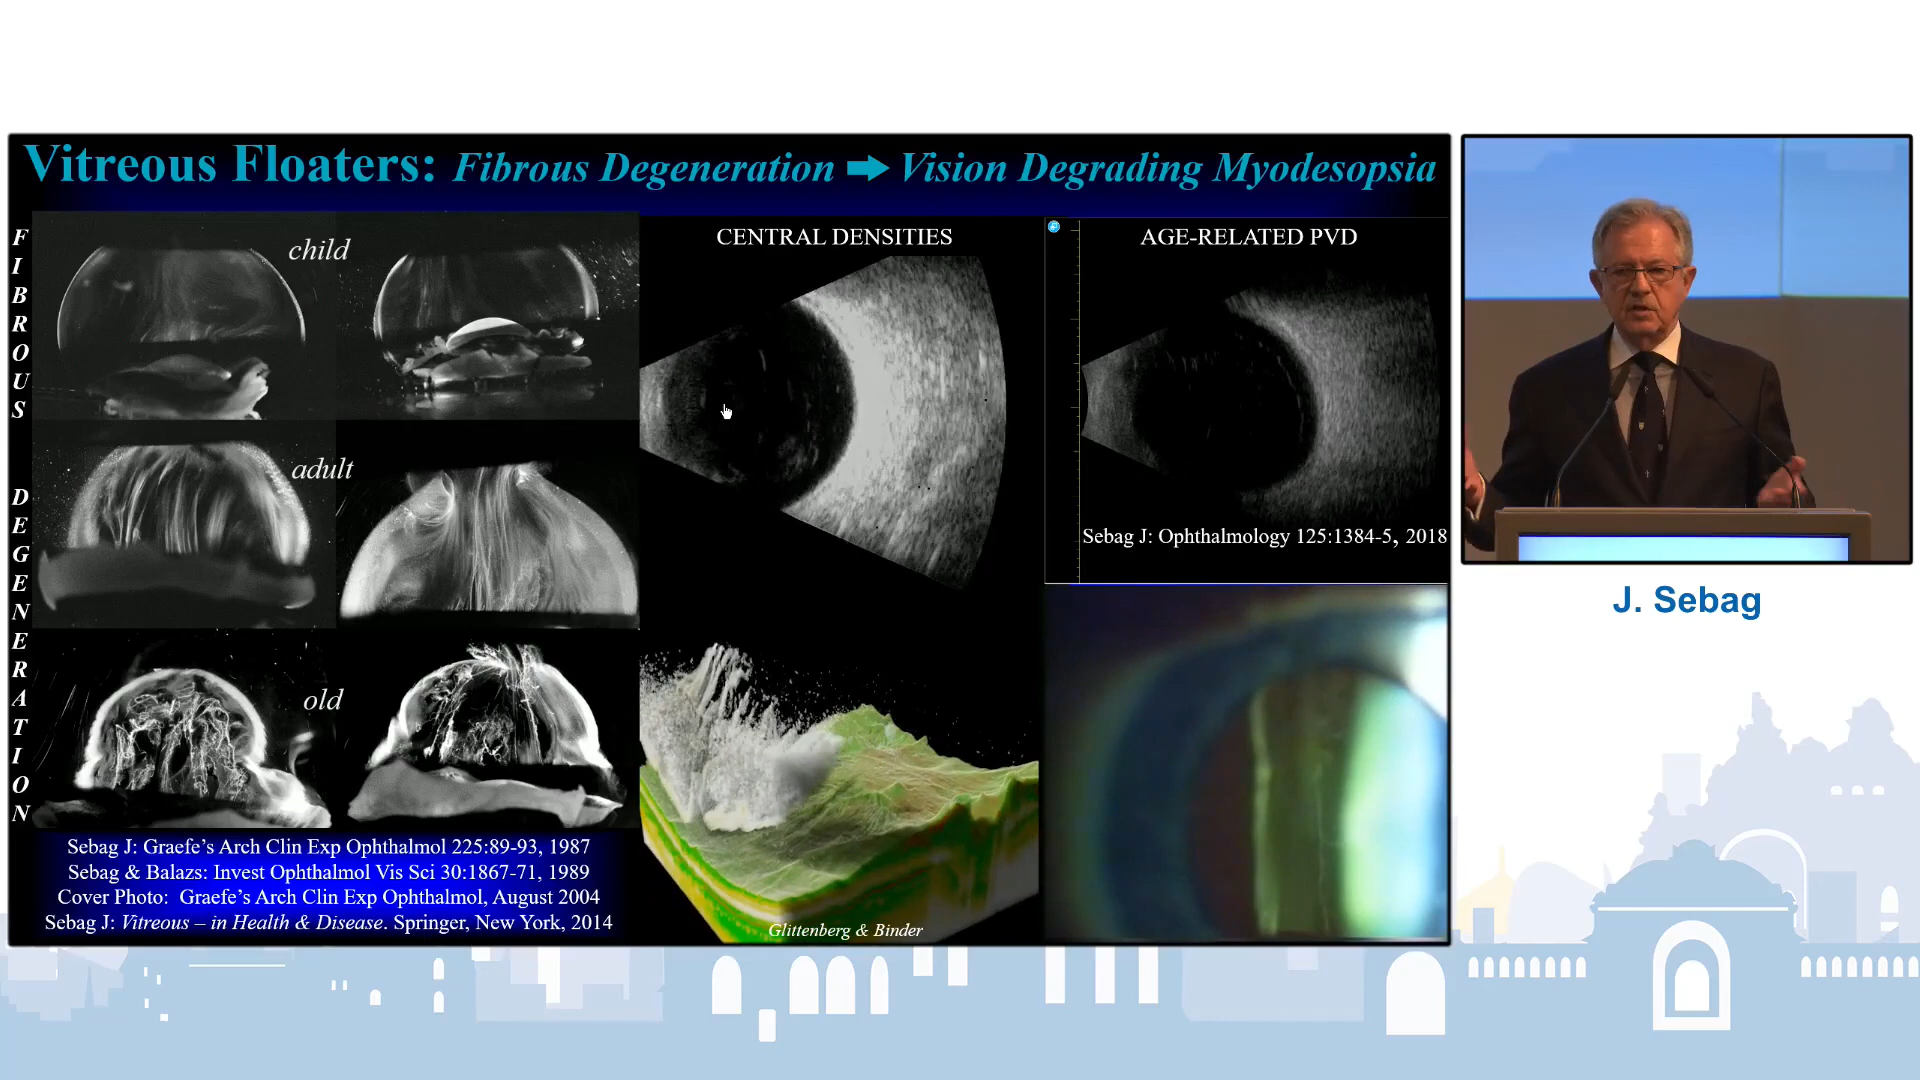 Vitreous Floaters: Fibrous Degeneration ➡ Vision Degrading Myodesopsia
FIBROUS DEGENERATION
child
adult
old
CENTRAL DENSITIES
AGE-RELATED PVD
Sebag J: Ophthalmology 125:1384-5, 2018
Sebag J: Graefe’s Arch Clin Exp Ophthalmol 225:89-93, 1987
Sebag & Balazs: Invest Ophthalmol Vis Sci 30:1867-71, 1989
Cover Photo: Graefe’s Arch Clin Exp Ophthalmol, August 2004
Sebag J: Vitreous – in Health & Disease. Springer, New York, 2014
Glittenberg & Binder
J. Sebag